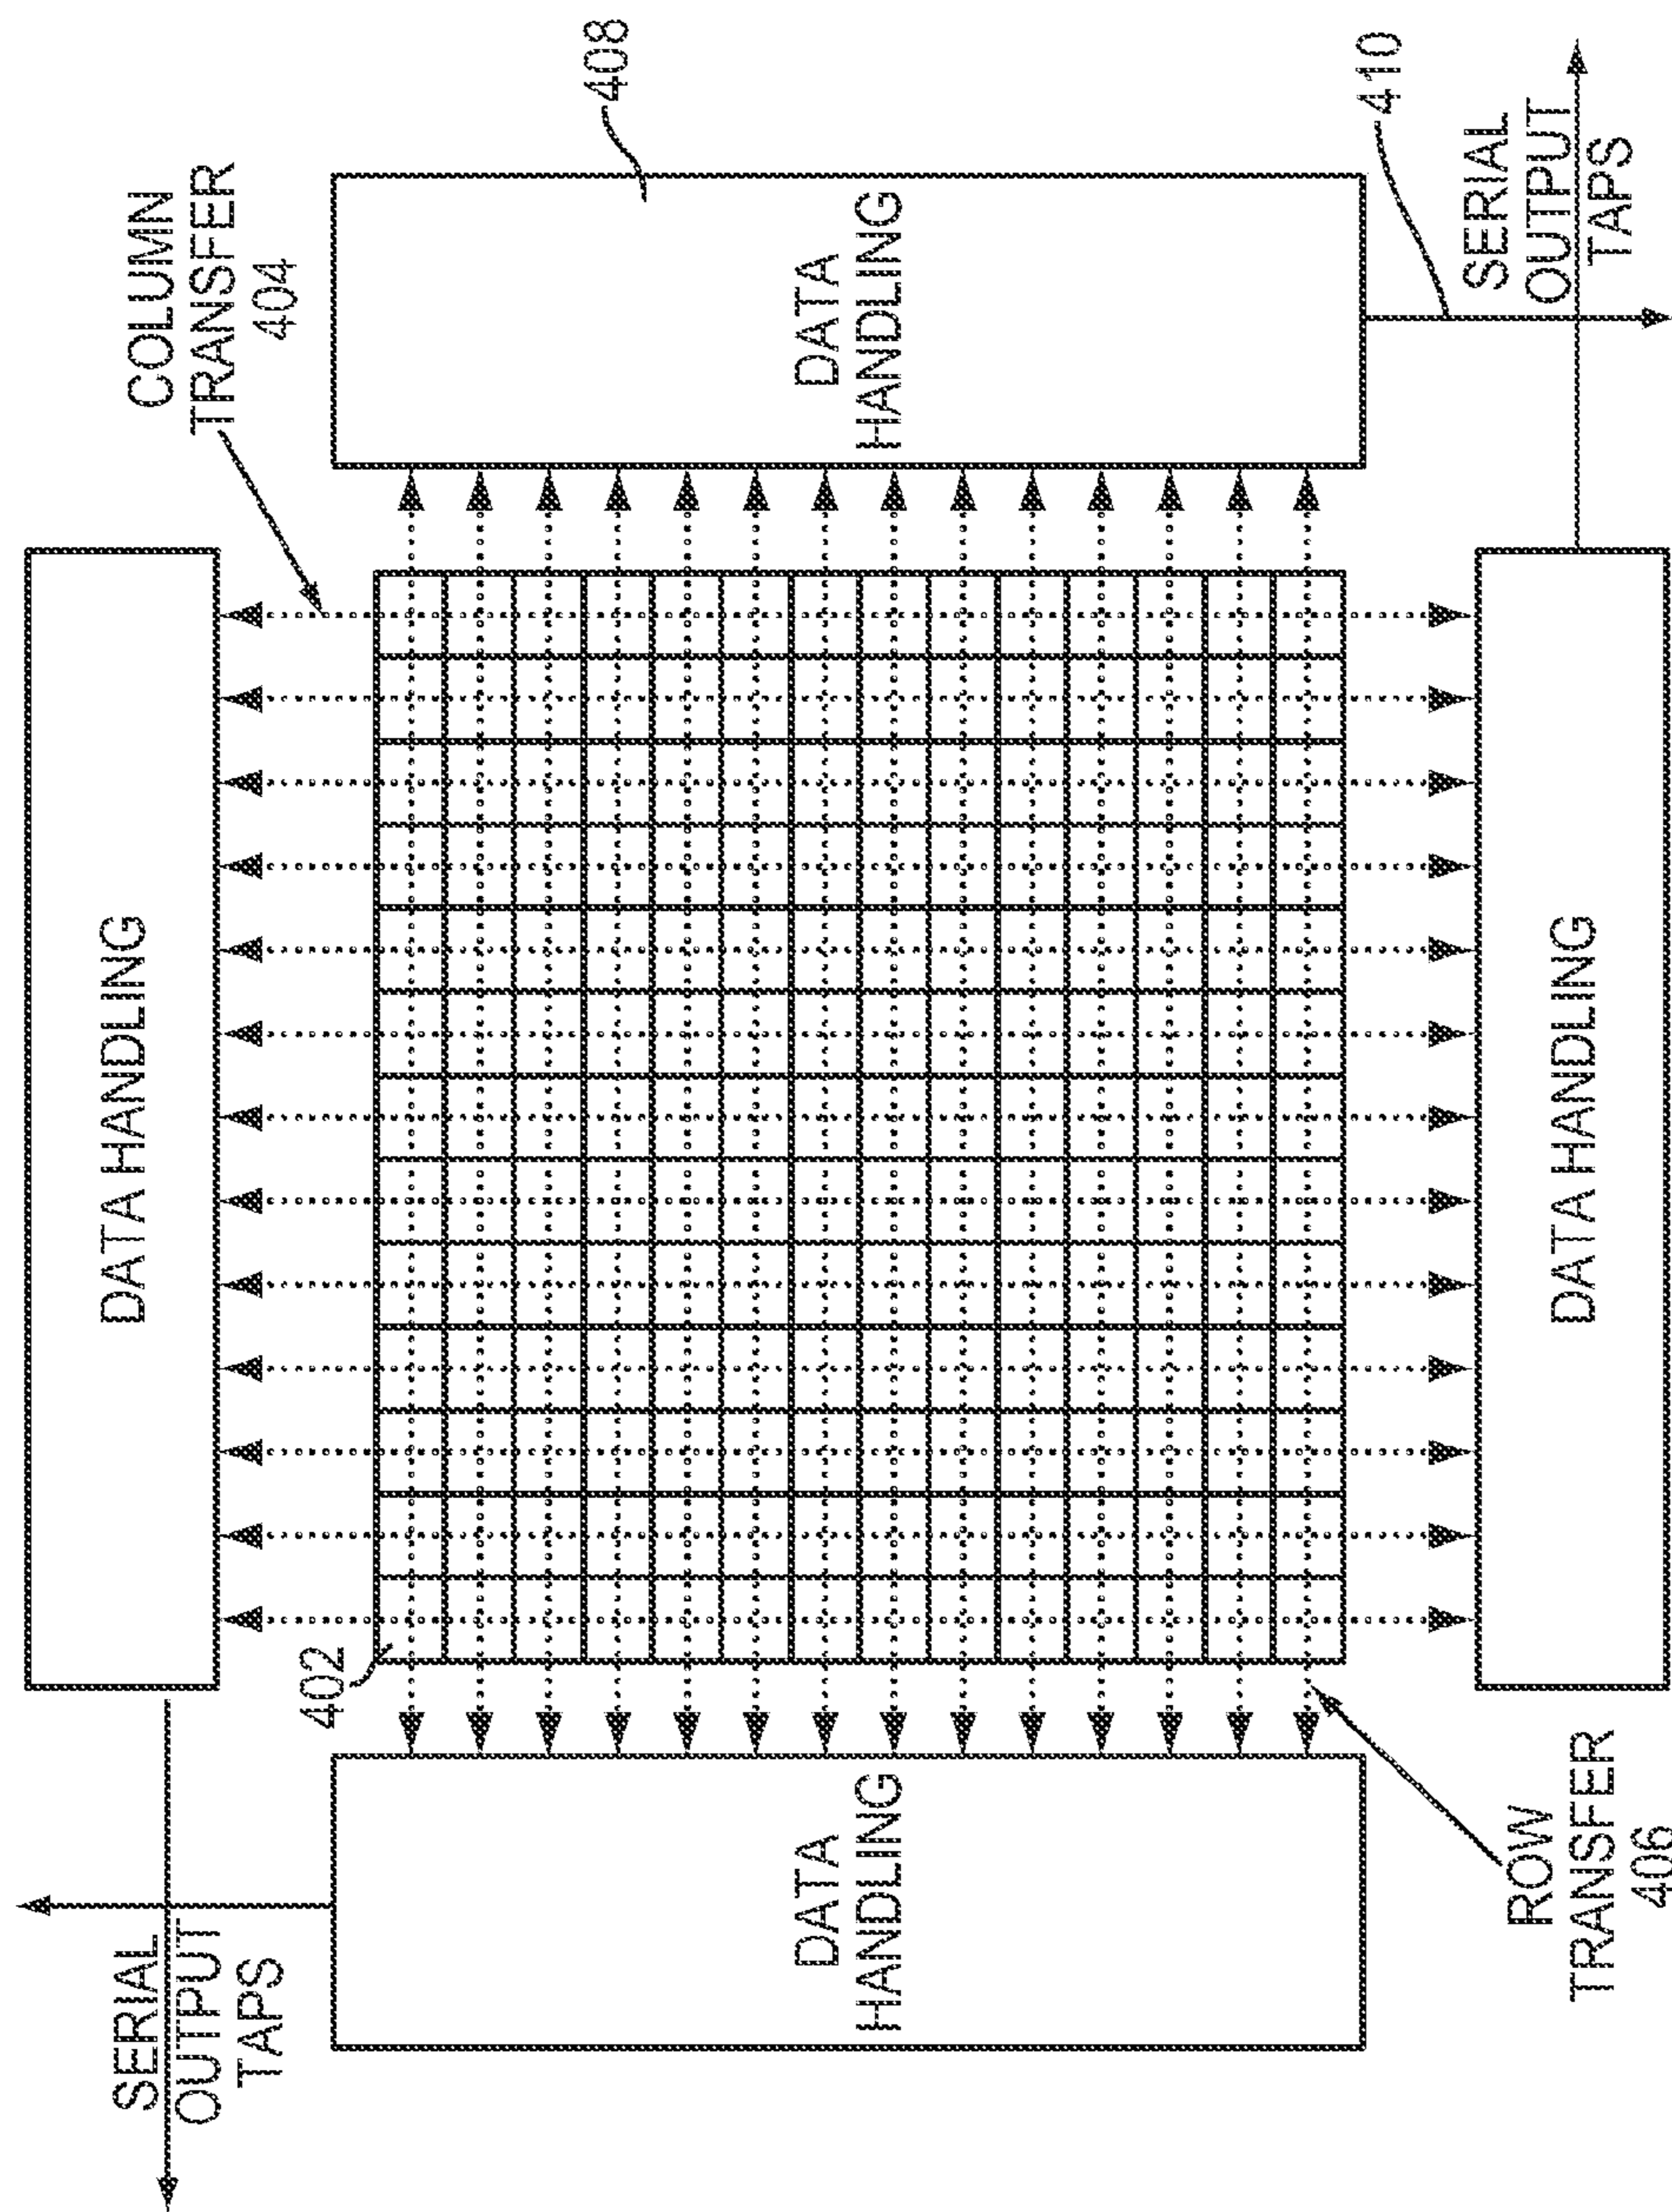 DATA HANDLING
COLUMN
TRANSFER
404
408
SERIAL
OUTPUT
TAPS
402
DATA
HANDLING
DATA
HANDLING
410
SERIAL
OUTPUT
TAPS
ROW
TRANSFER
406
DATA HANDLING